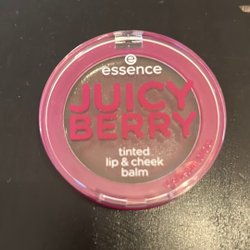 e
essence
JUICY
BERRY
tinted
lip & cheek
balm